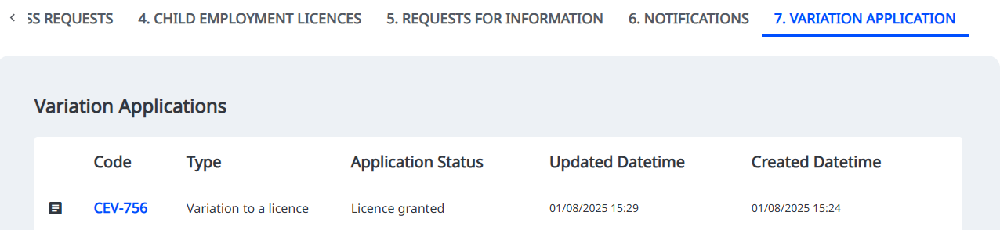 SS REQUESTS 4. CHILD EMPLOYMENT LICENCES 5. REQUESTS FOR INFORMATION 6. NOTIFICATIONS 7. VARIATION APPLICATION
Variation Applications
Code Type Application Status Updated Datetime Created Datetime
CEV-756 Variation to a licence Licence granted 01/08/2025 15:29 01/08/2025 15:24